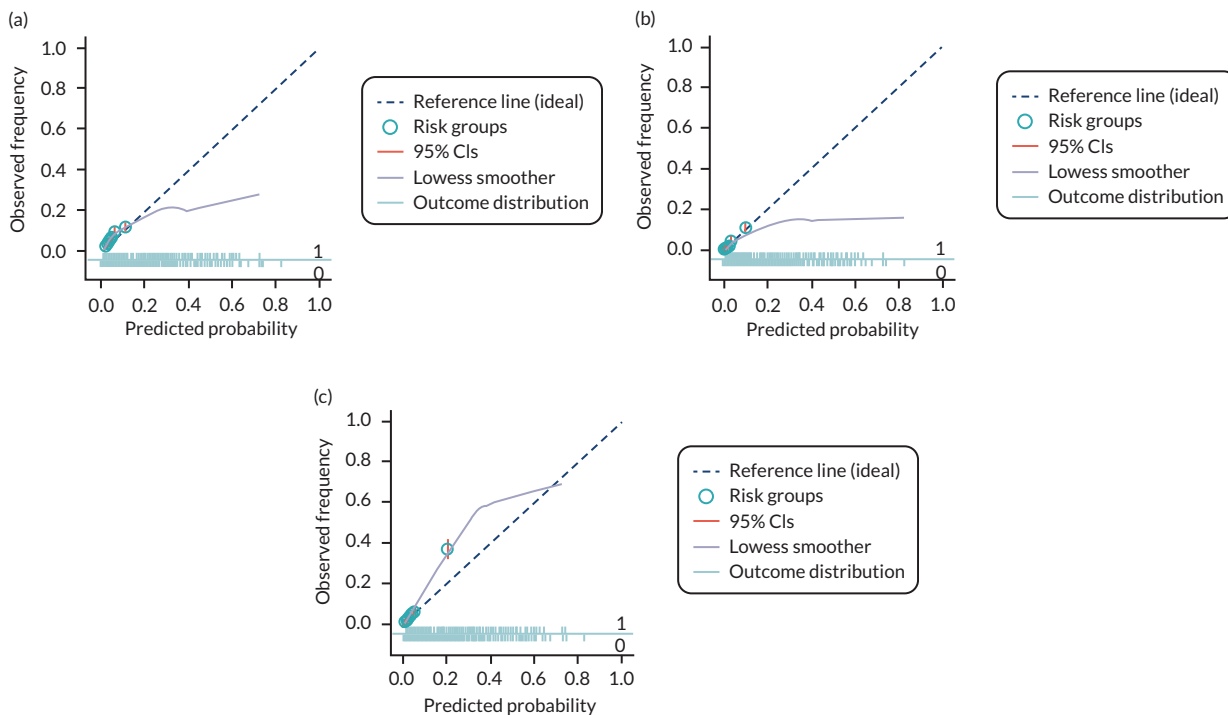 (a)
1.0
0.8
0.6
0.4
0.2
0.0
Observed frequency
1
0
0.0 0.2 0.4 0.6 0.8 1.0
Predicted probability
Reference line (ideal)
Risk groups
95% CIs
Lowess smoother
Outcome distribution
(b)
1.0
0.8
0.6
0.4
0.2
0.0
Observed frequency
1
0
0.0 0.2 0.4 0.6 0.8 1.0
Predicted probability
Reference line (ideal)
Risk groups
95% CIs
Lowess smoother
Outcome distribution
(c)
1.0
0.8
0.6
0.4
0.2
0.0
Observed frequency
1
0
0.0 0.2 0.4 0.6 0.8 1.0
Predicted probability
Reference line (ideal)
Risk groups
95% CIs
Lowess smoother
Outcome distribution